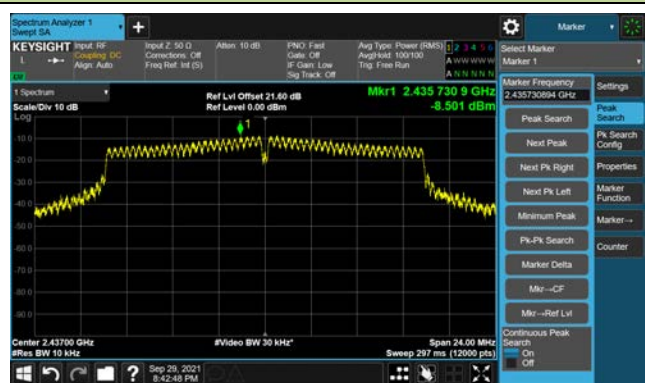 Spectrum Analyzer 1
Swept SA
Marker
KEYSIGHT
Input: RF
Coupling: DC
Align: Auto
Input Z: 50 Ω
Corrections: Off
Freq Ref: Int (S)
Atten: 10 dB
PNO: Fast
Gate: Off
IF Gain: Low
Sig Track: Off
Avg Type: Power (RMS)
Avg|Hold: 100/100
Trig: Free Run
1 2 3 4 5 6
A W W W W W
A N N N N N
Select Marker
Marker 1
1 Spectrum
Scale/Div 10 dB
Log
Ref Lvl Offset 21.60 dB
Ref Level 0.00 dBm
Mkr1 2.435 730 9 GHz
-8.501 dBm
Marker Frequency
2.435730894 GHz
Settings
Peak Search
Peak Search
Next Peak
Pk Search Config
Next Pk Right
Properties
Next Pk Left
Marker Function
Minimum Peak
Marker→
Pk-Pk Search
Counter
Marker Delta
Mkr→CF
Mkr→Ref Lvl
Continuous Peak Search
On
Off
1
-10.0
-20.0
-30.0
-40.0
-50.0
-60.0
-70.0
-80.0
-90.0
Center 2.43700 GHz
#Res BW 10 kHz
#Video BW 30 kHz*
Span 24.00 MHz
Sweep 297 ms (12000 pts)
Sep 29, 2021
8:42:48 PM